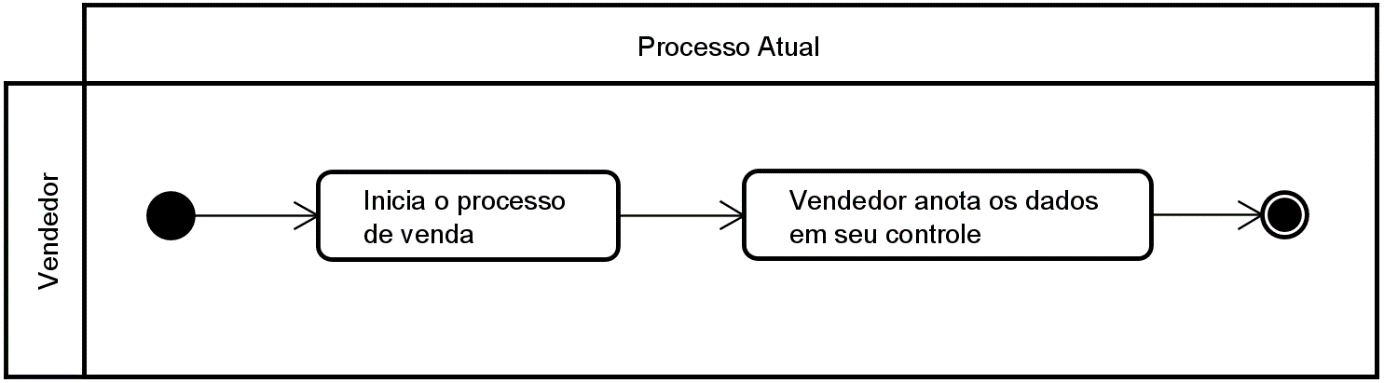 Processo Atual
Vendedor
Inicia o processo
de venda
Vendedor anota os dados
em seu controle